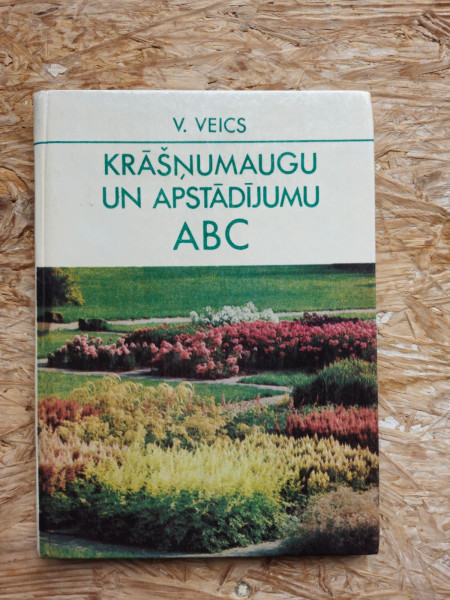 V. VEICS
KRĀŠŅUMAUGU
UN APSTĀDĪJUMU
ABC